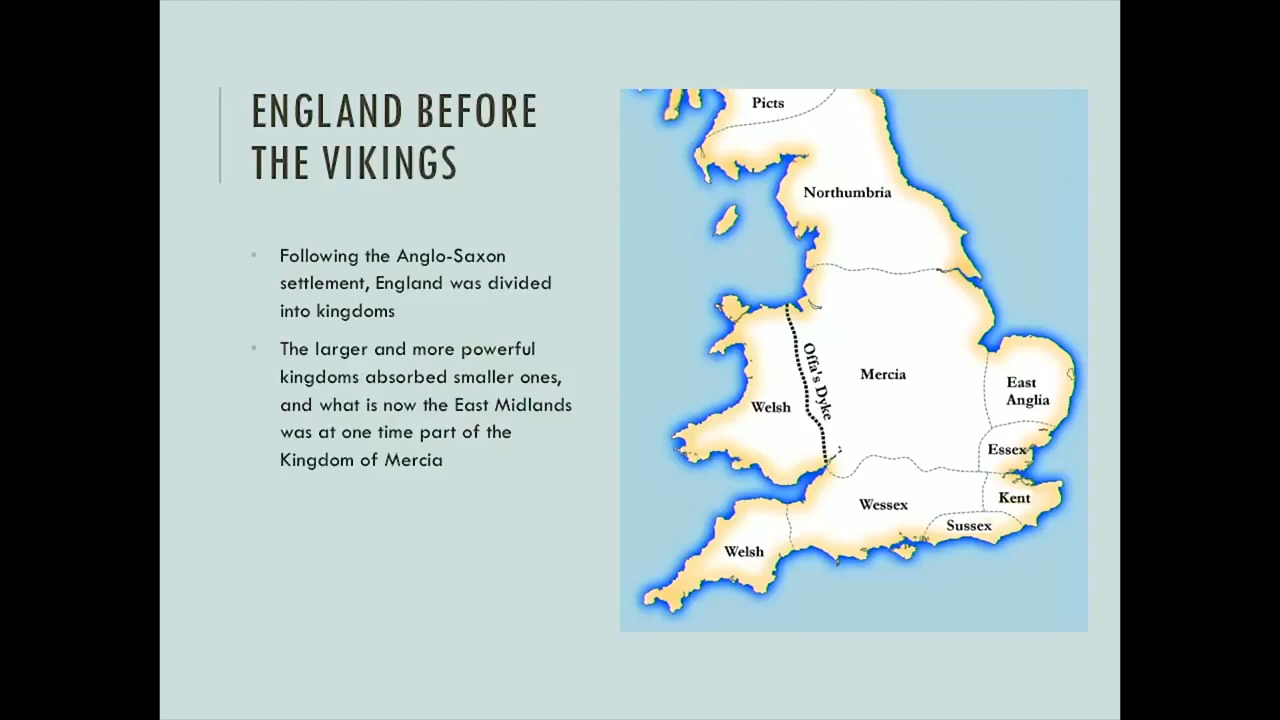 ENGLAND BEFORE
THE VIKINGS
• Following the Anglo-Saxon
settlement, England was divided
into kingdoms
• The larger and more powerful
kingdoms absorbed smaller ones,
and what is now the East Midlands
was at one time part of the
Kingdom of Mercia
Picts
Northumbria
Offa's Dyke
Mercia
East
Anglia
Welsh
Essex
Kent
Wessex
Sussex
Welsh